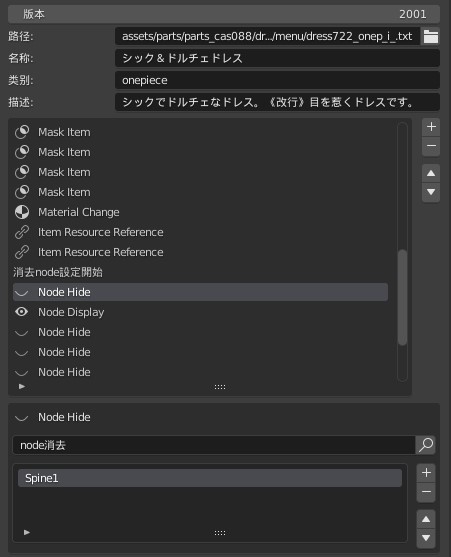 版本 2001
路径: assets/parts/parts_cas088/dr.../menu/dress722_onep_i_.txt
名称: シック＆ドルチェドレス
类别: onepiece
描述: シックでドルチェなドレス。《改行》目を惹くドレスです。
Mask Item
Mask Item
Mask Item
Mask Item
Material Change
Item Resource Reference
Item Resource Reference
消去node設定開始
Node Hide
Node Display
Node Hide
Node Hide
Node Hide
Node Hide
node消去
Spine1